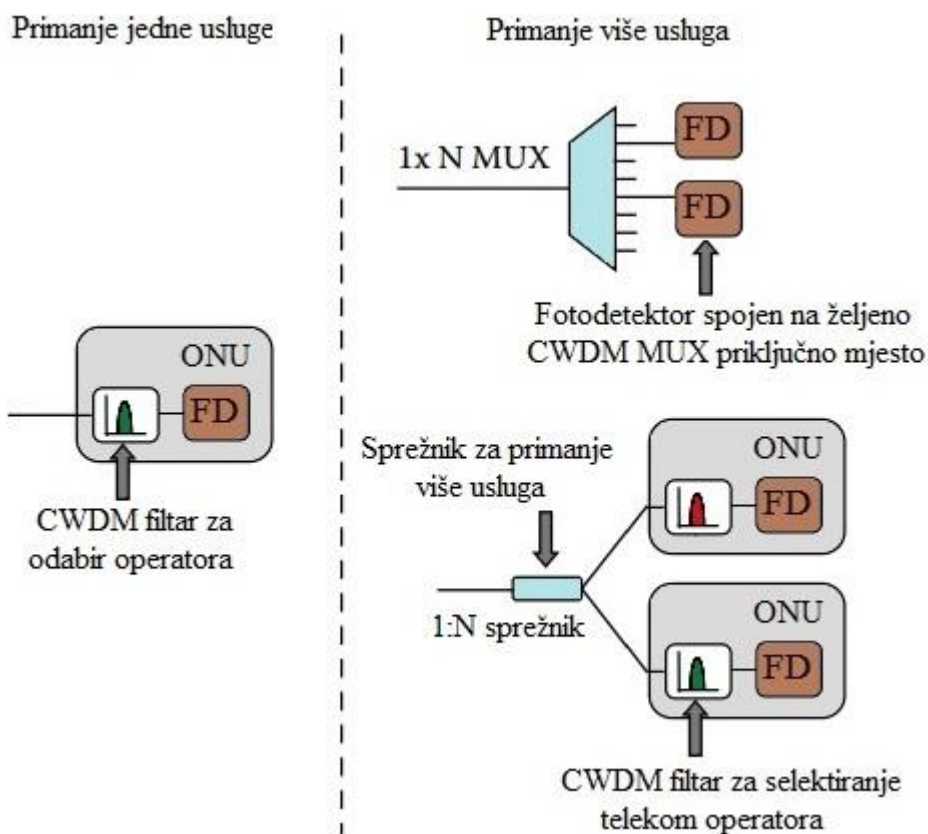 Primanje jedne usluge
ONU
FD
CWDM filtar za
odabir operatora
Primanje više usluga
1x N MUX
FD
FD
Fotodetektor spojen na željeno
CWDM MUX priključno mjesto
Sprežnik za primanje
više usluga
1:N sprežnik
ONU
FD
ONU
FD
CWDM filtar za selektiranje
telekom operatora